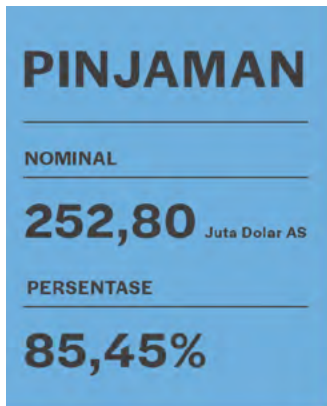 PINJAMAN
NOMINAL
252,80 Juta Dolar AS
PERSENTASE
85,45%